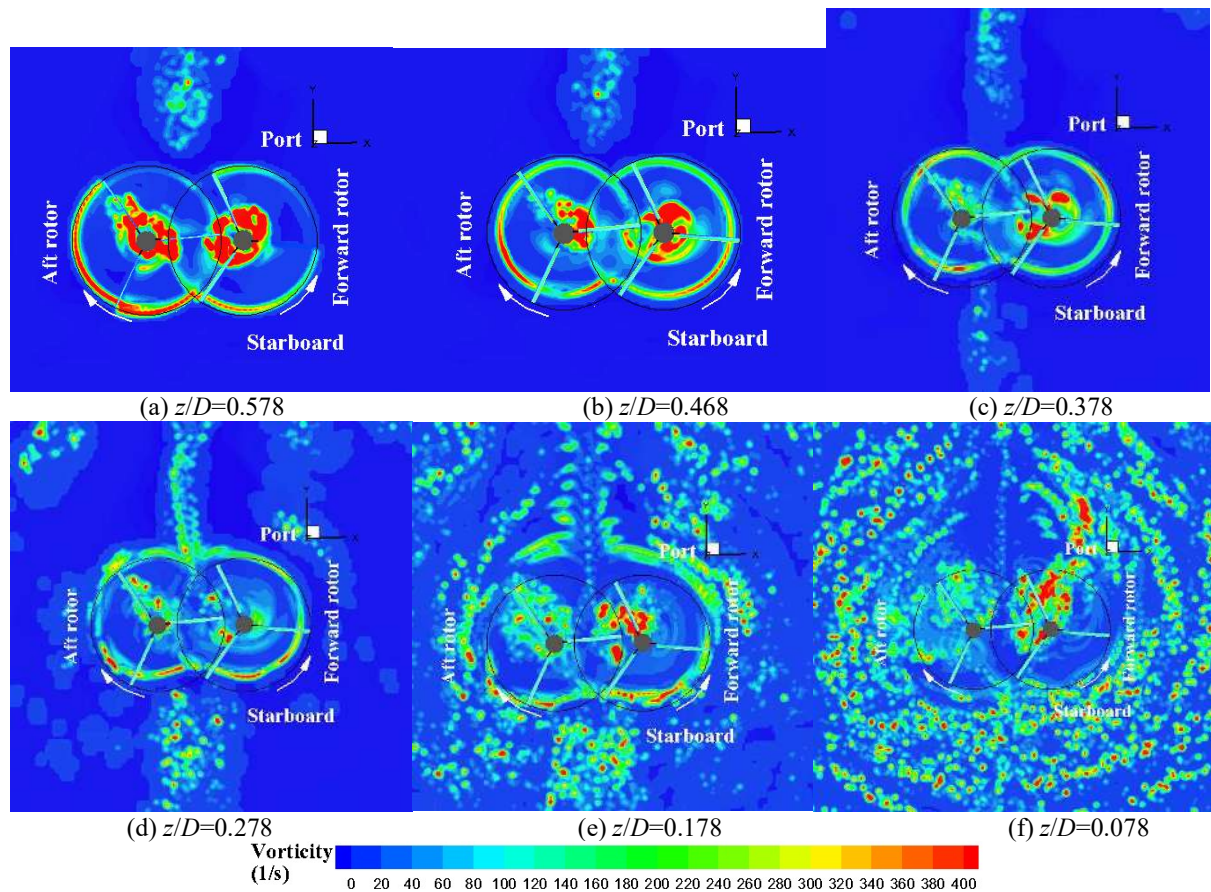 Y
Port
Z
X
Aft rotor
Forward rotor
Starboard
Y
Port
Z
X
Aft rotor
Forward rotor
Starboard
Y
Port
Z
X
Aft rotor
Forward rotor
Starboard
(a) z/D=0.578
(b) z/D=0.468
(c) z/D=0.378
Port
X
Aft rotor
Forward rotor
Starboard
Port
X
Aft rotor
Forward rotor
Starboard
Port
Aft rotor
Forward rotor
Starboard
(d) z/D=0.278
(e) z/D=0.178
(f) z/D=0.078
Vorticity
(1/s)
0 20 40 60 80 100 120 140 160 180 200 220 240 260 280 300 320 340 360 380 400